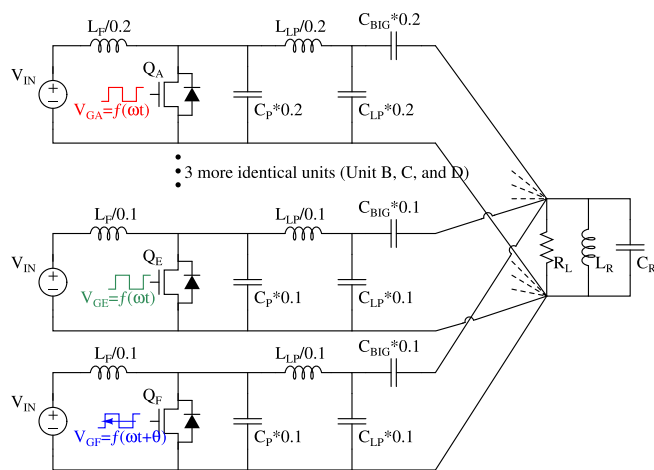 L_F/0.2
L_LP/0.2
C_BIG*0.2
V_IN
Q_A
V_GA=f(ωt)
C_P*0.2
C_LP*0.2
3 more identical units (Unit B, C, and D)
L_F/0.1
L_LP/0.1
C_BIG*0.1
V_IN
Q_E
V_GE=f(ωt)
C_P*0.1
C_LP*0.1
R_L
L_R
C_R
L_F/0.1
L_LP/0.1
C_BIG*0.1
V_IN
Q_F
V_GF=f(ωt+θ)
C_P*0.1
C_LP*0.1